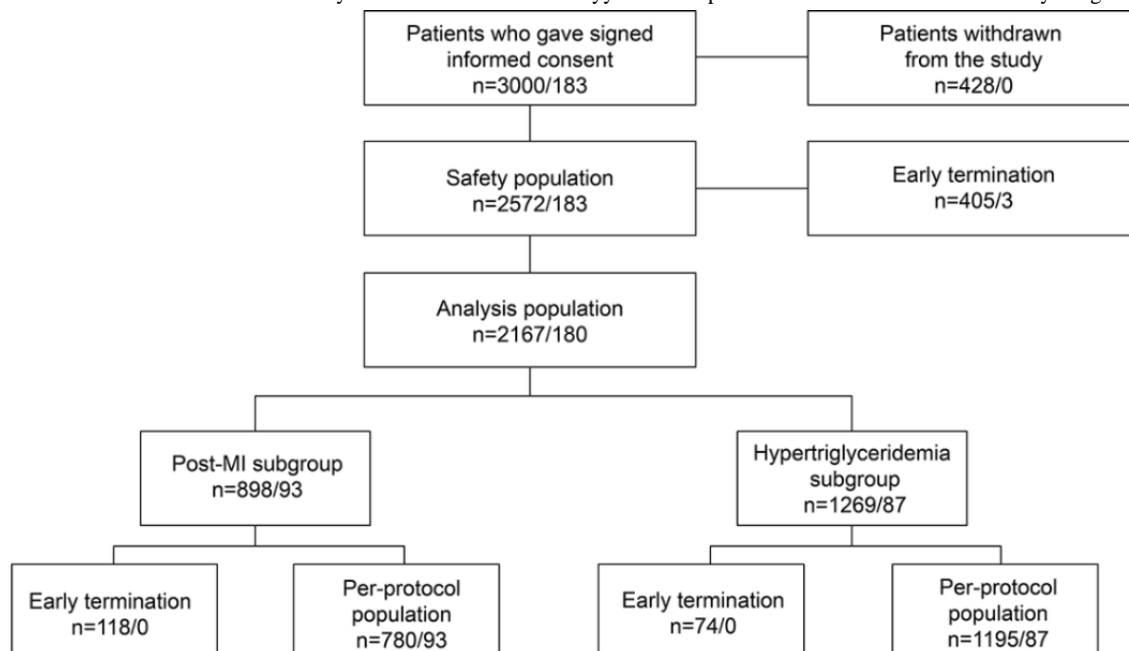 Patients who gave signed
informed consent
n=3000/183
Patients withdrawn
from the study
n=428/0
Safety population
n=2572/183
Early termination
n=405/3
Analysis population
n=2167/180
Post-MI subgroup
n=898/93
Hypertriglyceridemia
subgroup
n=1269/87
Early termination
n=118/0
Per-protocol
population
n=780/93
Early termination
n=74/0
Per-protocol
population
n=1195/87